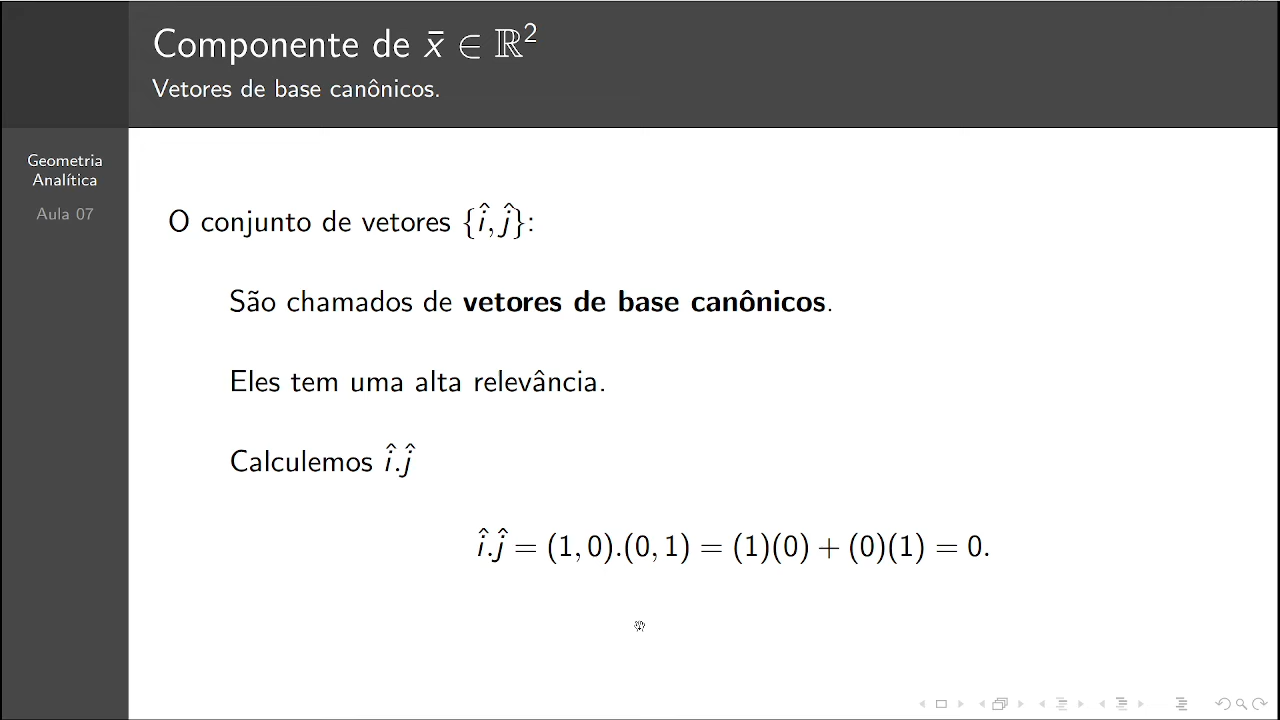 Componente de x̄ ∈ ℝ²
Vetores de base canônicos.
Geometria
Analítica
Aula 07
O conjunto de vetores {î, ĵ}:
São chamados de vetores de base canônicos.
Eles tem uma alta relevância.
Calculemos î.ĵ
î.ĵ = (1, 0).(0, 1) = (1)(0) + (0)(1) = 0.